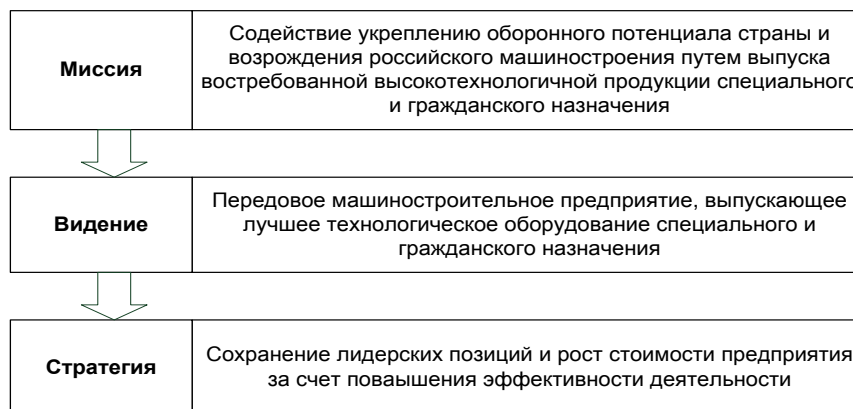 Миссия
Содействие укреплению оборонного потенциала страны и
возрождения российского машиностроения путем выпуска
востребованной высокотехнологичной продукции специального
и гражданского назначения
Видение
Передовое машиностроительное предприятие, выпускающее
лучшее технологическое оборудование специального и
гражданского назначения
Стратегия
Сохранение лидерских позиций и рост стоимости предприятия
за счет поваышения эффективности деятельности